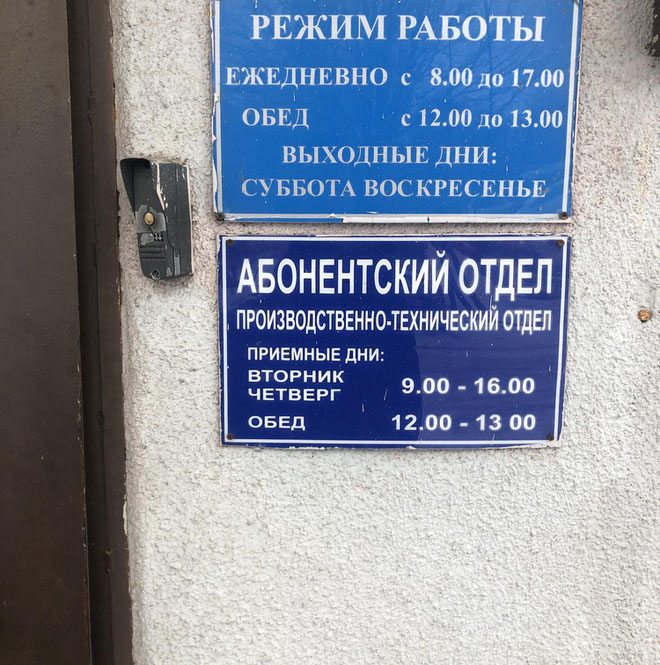 РЕЖИМ РАБОТЫ
ЕЖЕДНЕВНО с 8.00 до 17.00
ОБЕД с 12.00 до 13.00
ВЫХОДНЫЕ ДНИ:
СУББОТА ВОСКРЕСЕНЬЕ
АБОНЕНТСКИЙ ОТДЕЛ
ПРОИЗВОДСТВЕННО-ТЕХНИЧЕСКИЙ ОТДЕЛ
ПРИЕМНЫЕ ДНИ:
ВТОРНИК
ЧЕТВЕРГ 9.00 - 16.00
ОБЕД 12.00 - 13 00